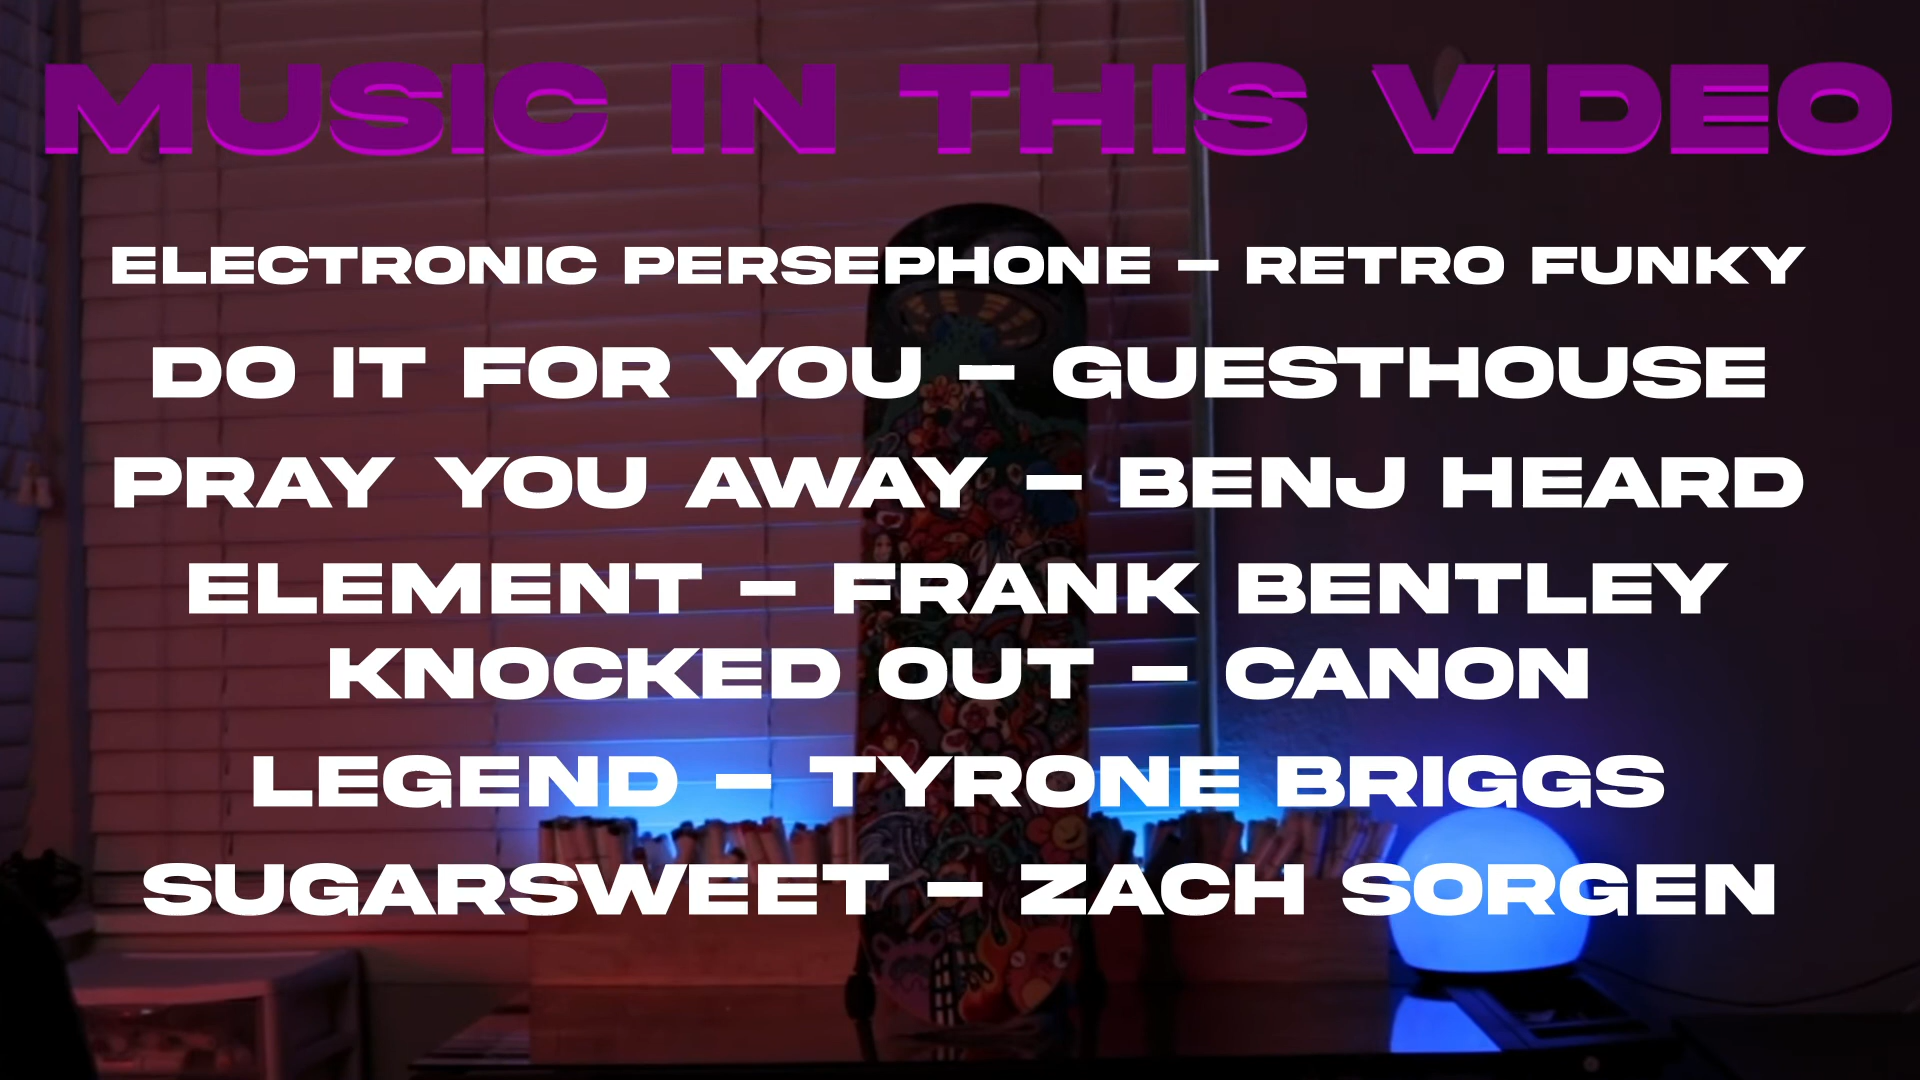 MUSIC IN THIS VIDEO
ELECTRONIC PERSEPHONE - RETRO FUNKY
DO IT FOR YOU - GUESTHOUSE
PRAY YOU AWAY - BENJ HEARD
ELEMENT - FRANK BENTLEY
KNOCKED OUT - CANON
LEGEND - TYRONE BRIGGS
SUGARSWEET - ZACH SORGEN